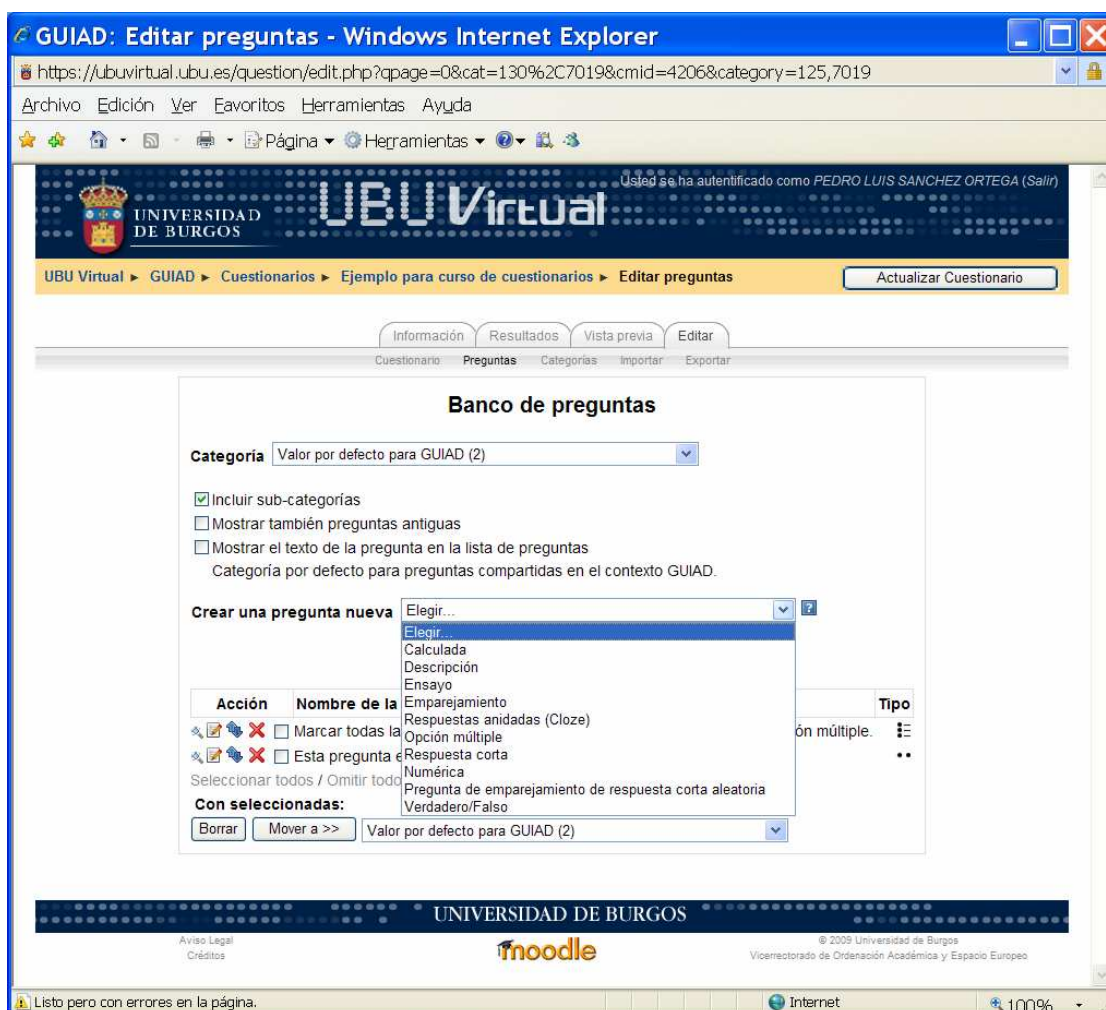 GUIAD: Editar preguntas - Windows Internet Explorer
https://ubuvirtual.ubu.es/question/edit.php?qpage=0&cat=130%2C7019&cmid=4206&category=125,7019
Archivo Edición Ver Favoritos Herramientas Ayuda
Página Herramientas
Usted se ha autentificado como PEDRO LUIS SANCHEZ ORTEGA (Salir)
UNIVERSIDAD DE BURGOS
UBU Virtual
UBU Virtual ► GUIAD ► Cuestionarios ► Ejemplo para curso de cuestionarios ► Editar preguntas
Actualizar Cuestionario
Información Resultados Vista previa Editar
Cuestionario Preguntas Categorías Importar Exportar
Banco de preguntas
Categoría Valor por defecto para GUIAD (2)
Incluir sub-categorías
Mostrar también preguntas antiguas
Mostrar el texto de la pregunta en la lista de preguntas
Categoría por defecto para preguntas compartidas en el contexto GUIAD.
Crear una pregunta nueva Elegir... ?
Elegir...
Calculada
Descripción
Ensayo
Emparejamiento
Respuestas anidadas (Cloze)
Opción múltiple
Respuesta corta
Numérica
Pregunta de emparejamiento de respuesta corta aleatoria
Verdadero/Falso
Acción Nombre de la Tipo
Marcar todas la ón múltiple.
Esta pregunta e
Seleccionar todos / Omitir todo
Con seleccionadas:
Borrar Mover a >> Valor por defecto para GUIAD (2)
UNIVERSIDAD DE BURGOS
Aviso Legal
Créditos
moodle
© 2009 Universidad de Burgos
Vicerrectorado de Ordenación Académica y Espacio Europeo
Listo pero con errores en la página. Internet 100%